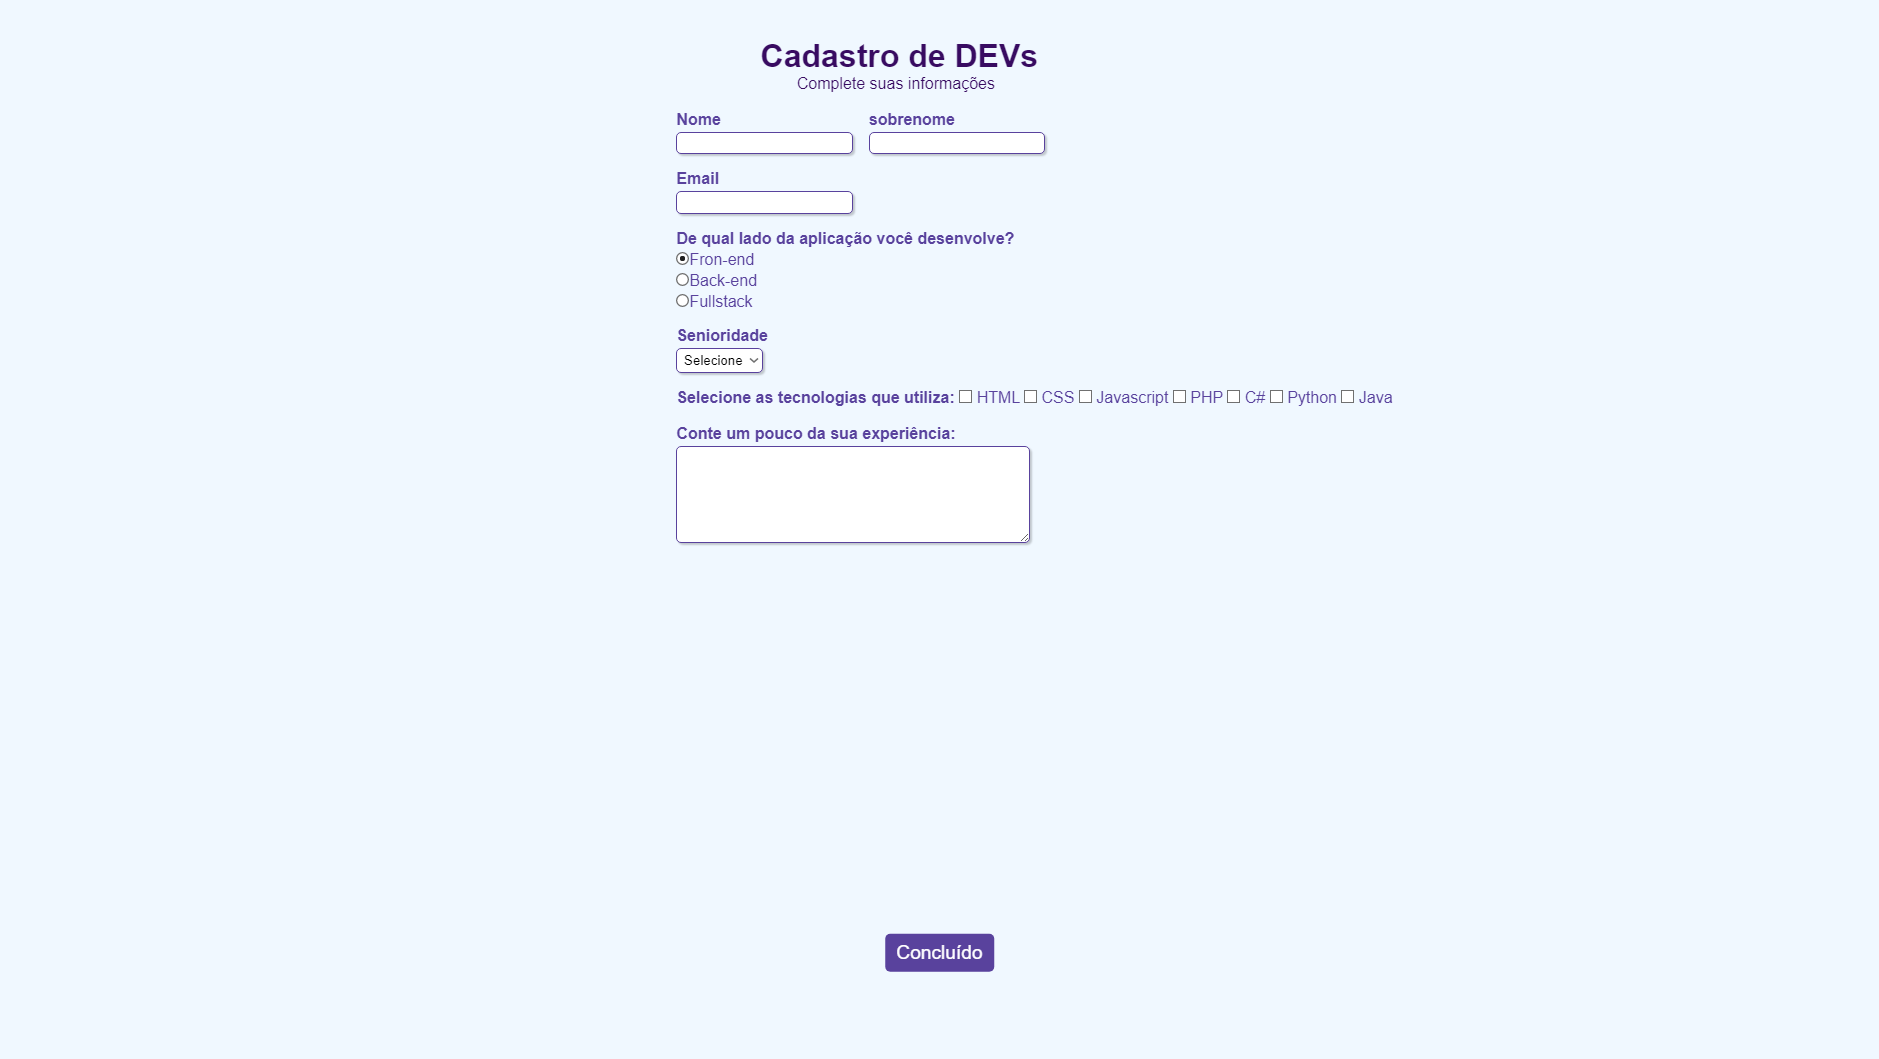 Cadastro de DEVs
Complete suas informações
Nome sobrenome
Email
De qual lado da aplicação você desenvolve?
Fron-end
Back-end
Fullstack
Senioridade
Selecione
Selecione as tecnologias que utiliza: HTML CSS Javascript PHP C# Python Java
Conte um pouco da sua experiência:
Concluído